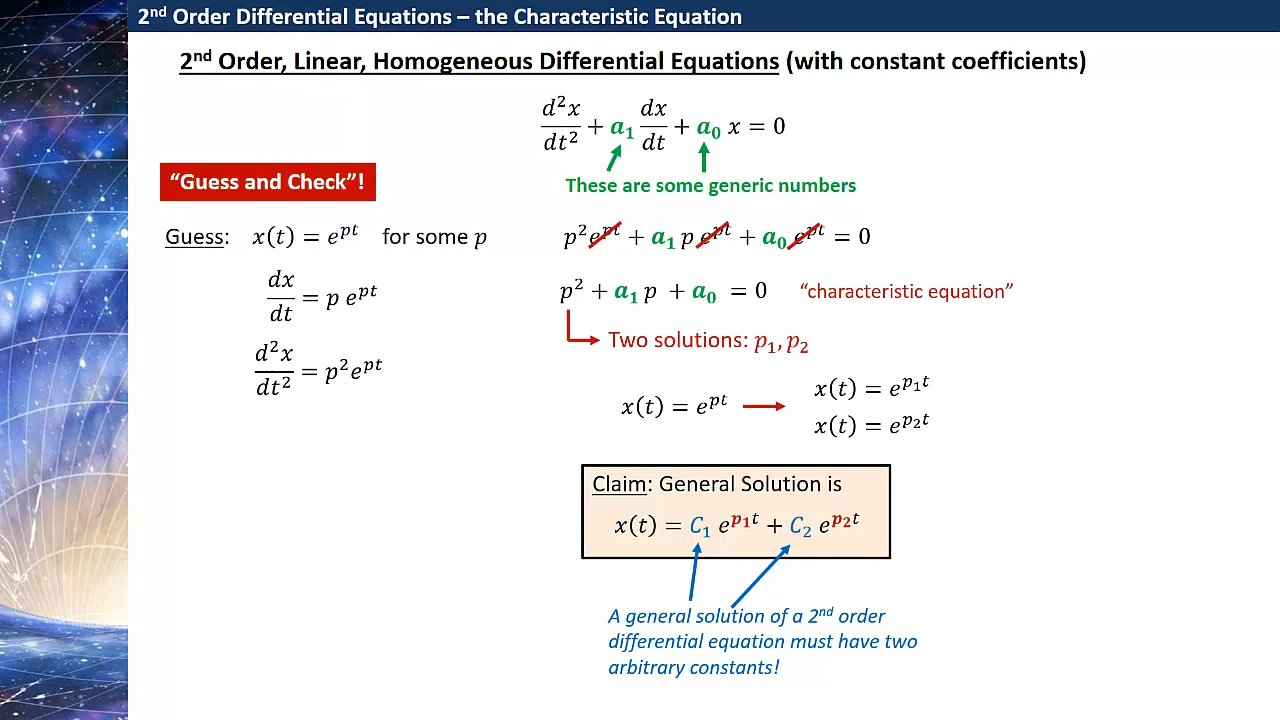 2nd Order Differential Equations – the Characteristic Equation
2nd Order, Linear, Homogeneous Differential Equations (with constant coefficients)
d²x/dt² + a₁ dx/dt + a₀ x = 0
These are some generic numbers
“Guess and Check”!
Guess: x(t) = e^{pt} for some p
dx/dt = p e^{pt}
d²x/dt² = p²e^{pt}
p²e^{pt} + a₁ p e^{pt} + a₀ e^{pt} = 0
p² + a₁ p + a₀ = 0 “characteristic equation”
Two solutions: p₁, p₂
x(t) = e^{pt}
x(t) = e^{p₁t}
x(t) = e^{p₂t}
Claim: General Solution is
x(t) = C₁ e^{p₁t} + C₂ e^{p₂t}
A general solution of a 2nd order
differential equation must have two
arbitrary constants!